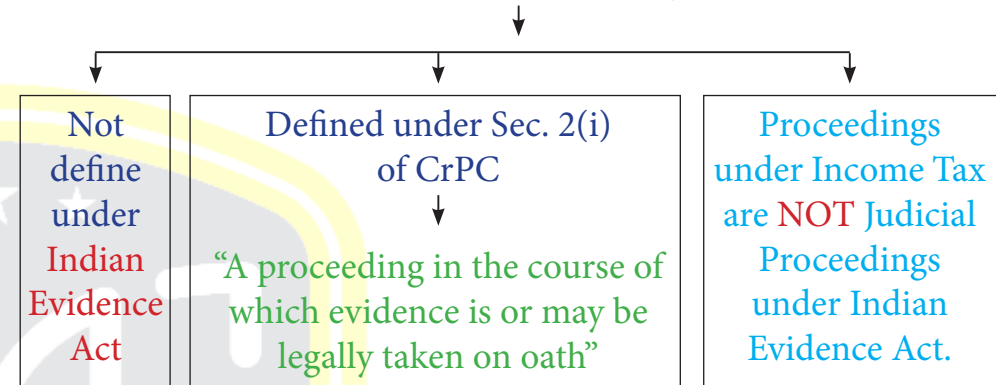 Not
define
under
Indian
Evidence
Act
Defined under Sec. 2(i)
of CrPC
“A proceeding in the course of
which evidence is or may be
legally taken on oath”
Proceedings
under Income Tax
are NOT Judicial
Proceedings
under Indian
Evidence Act.